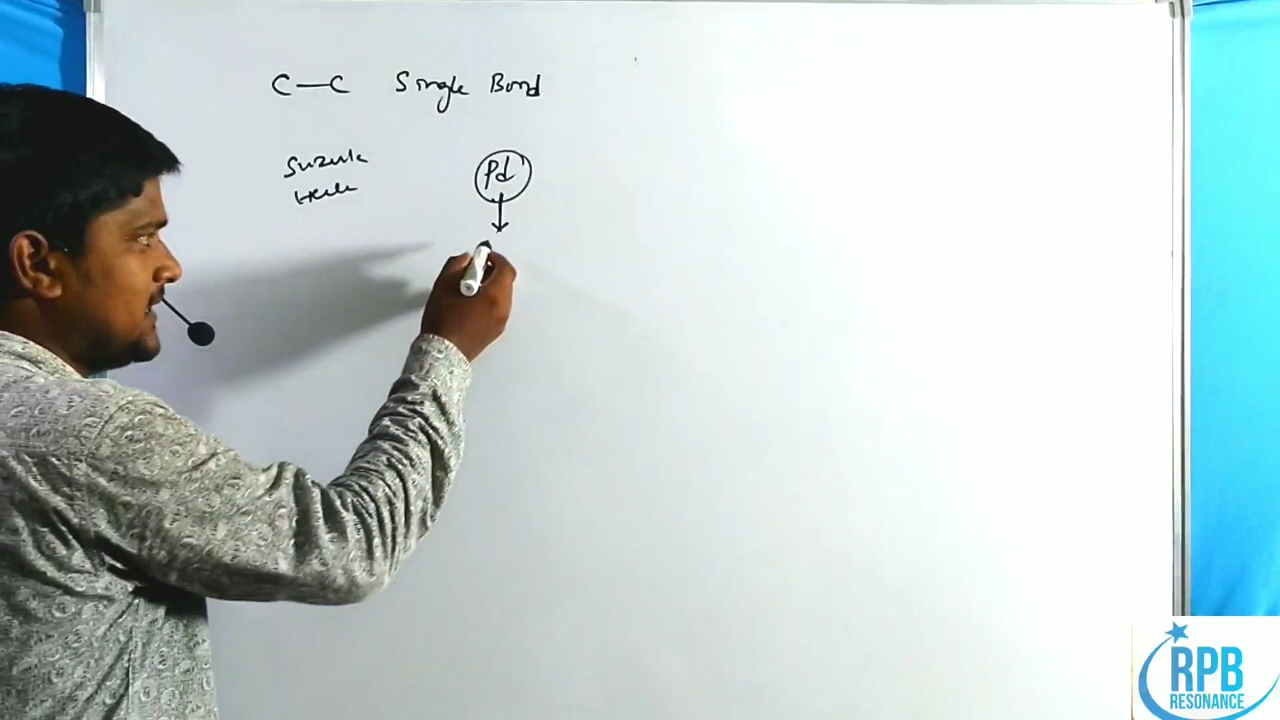 C — C Single Bond
Suzuki
Heck
Pd
RPB
RESONANCE